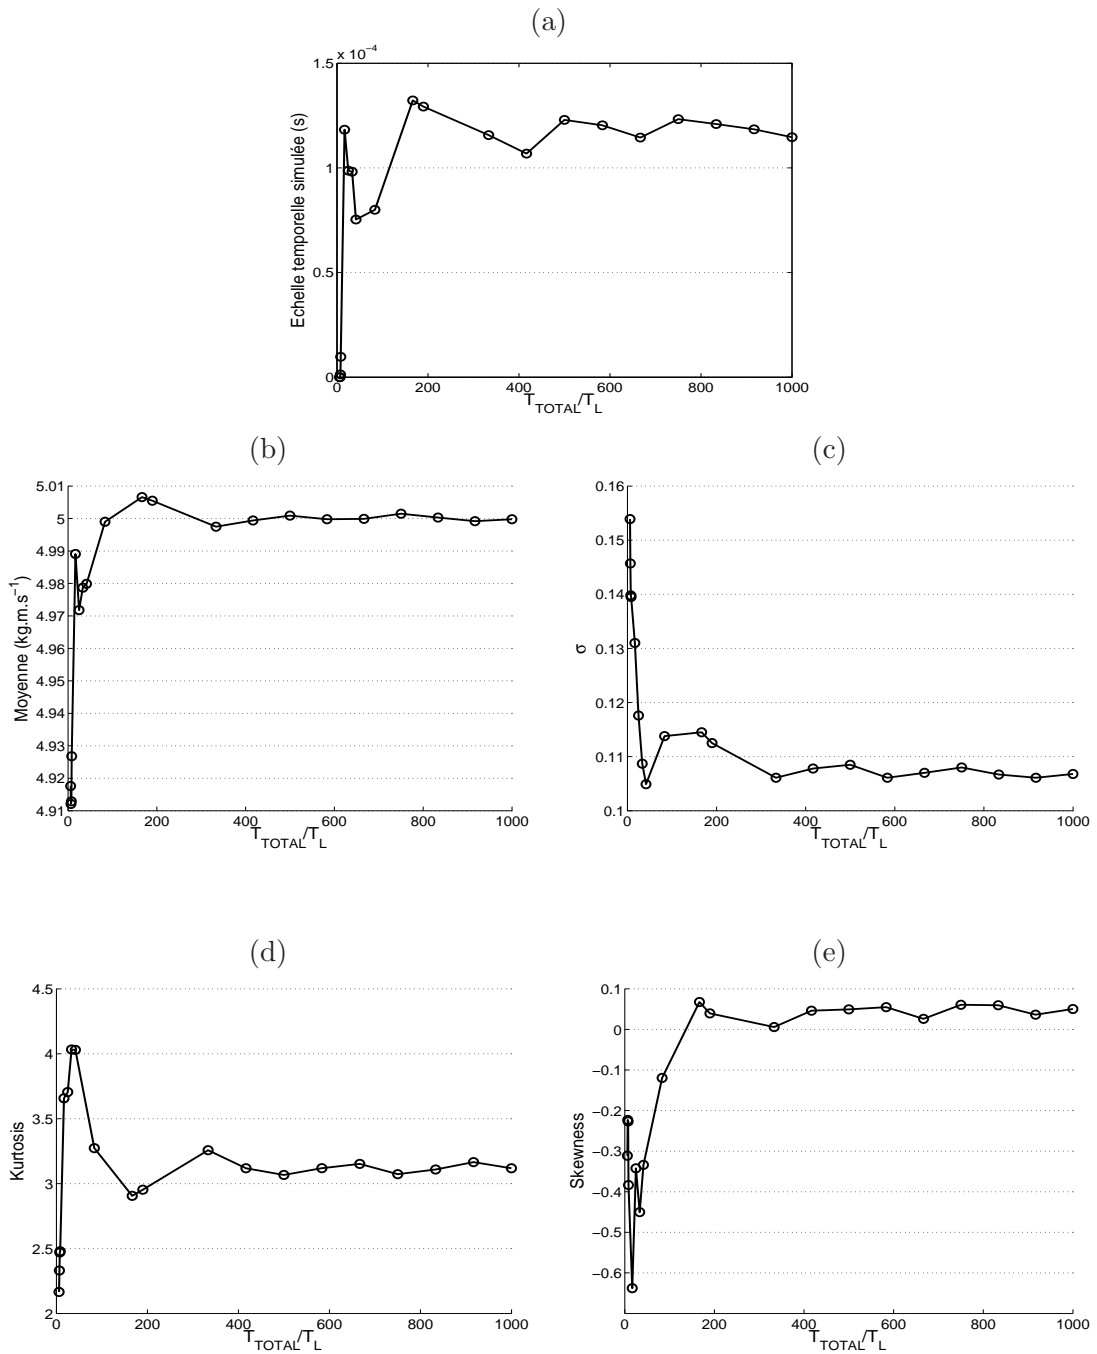 (a)
x 10⁻⁴
1.5
1
0.5
0
0 200 400 600 800 1000
Echelle temporelle simulée (s)
T_TOTAL/T_L
(b)
5.01
5
4.99
4.98
4.97
4.96
4.95
4.94
4.93
4.92
4.91
0 200 400 600 800 1000
Moyenne (kg.m.s⁻¹)
T_TOTAL/T_L
(c)
0.16
0.15
0.14
0.13
0.12
0.11
0.1
0 200 400 600 800 1000
σ
T_TOTAL/T_L
(d)
4.5
4
3.5
3
2.5
2
0 200 400 600 800 1000
Kurtosis
T_TOTAL/T_L
(e)
0.1
0
−0.1
−0.2
−0.3
−0.4
−0.5
−0.6
0 200 400 600 800 1000
Skewness
T_TOTAL/T_L